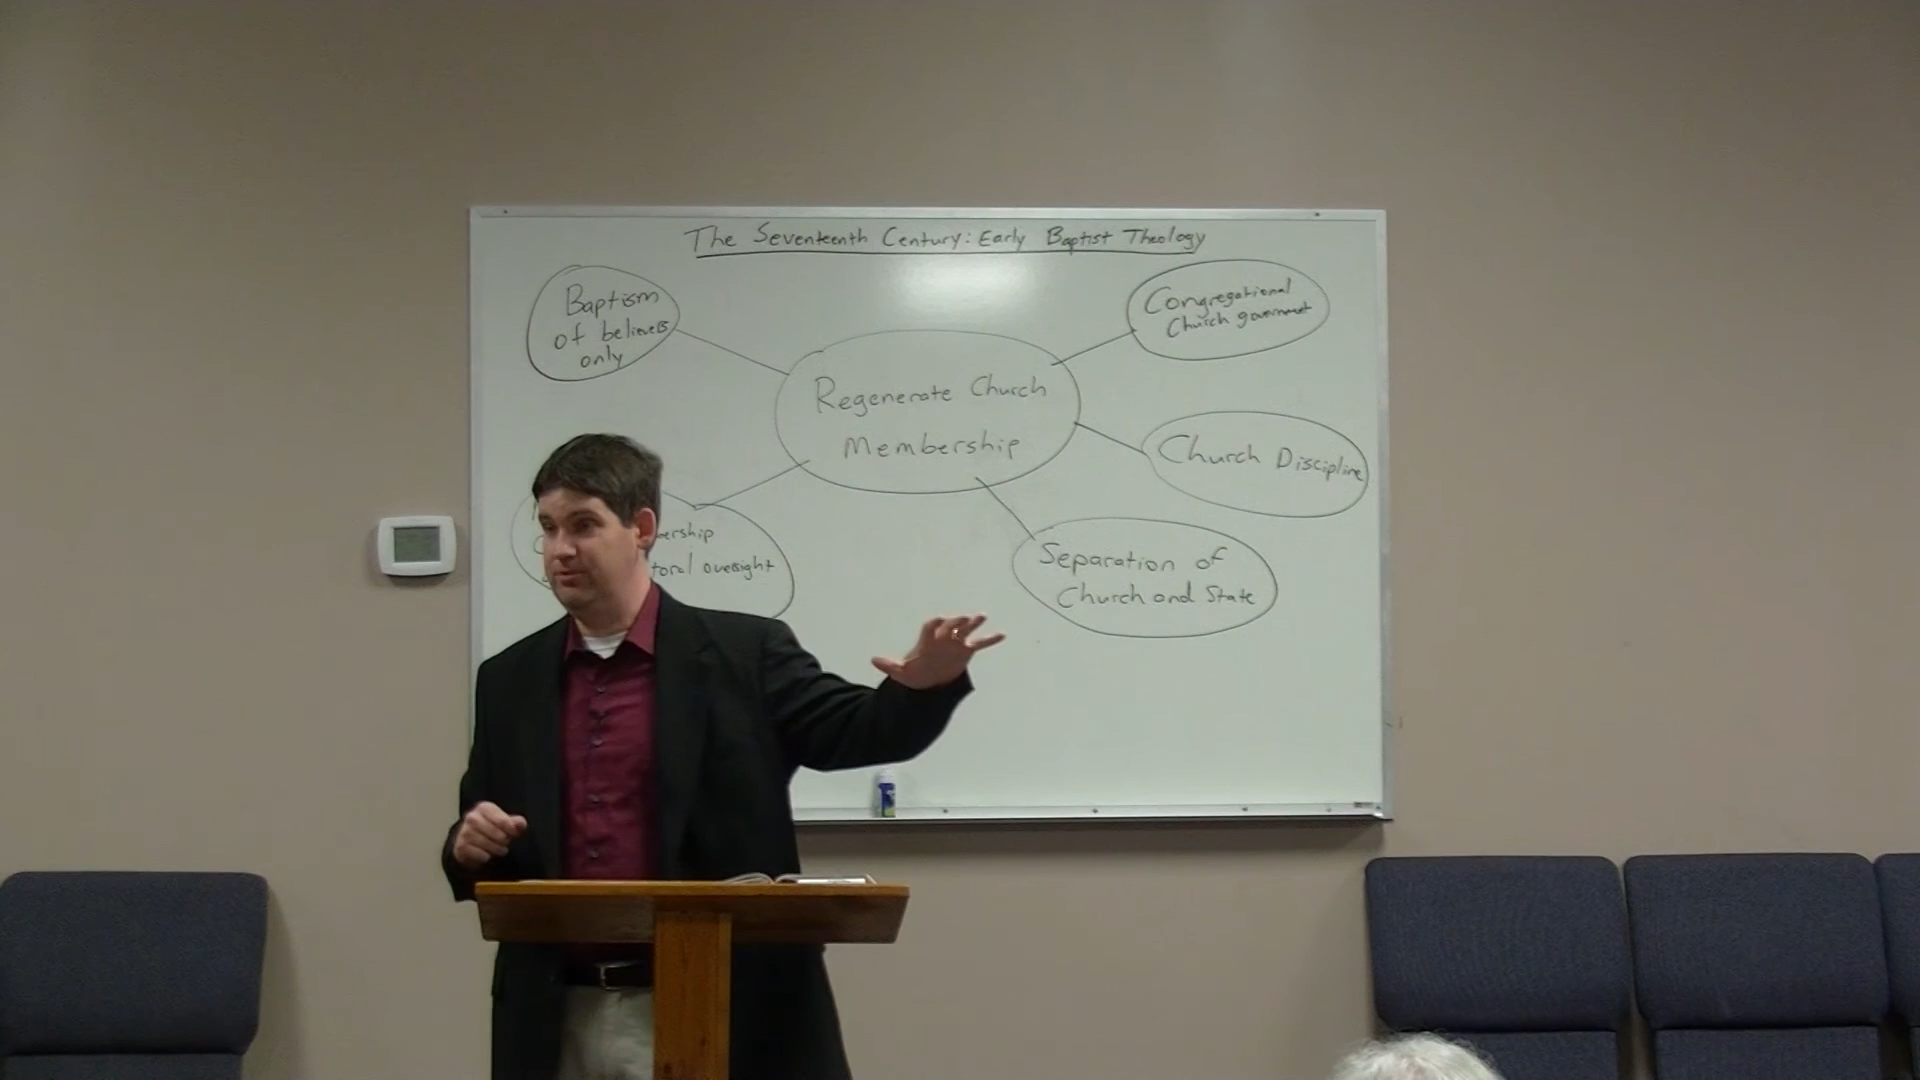 The Seventeenth Century: Early Baptist Theology
Baptism
of believers
only
Congregational
Church government
Regenerate Church
Membership
Church Discipline
oversight
Separation of
Church and State